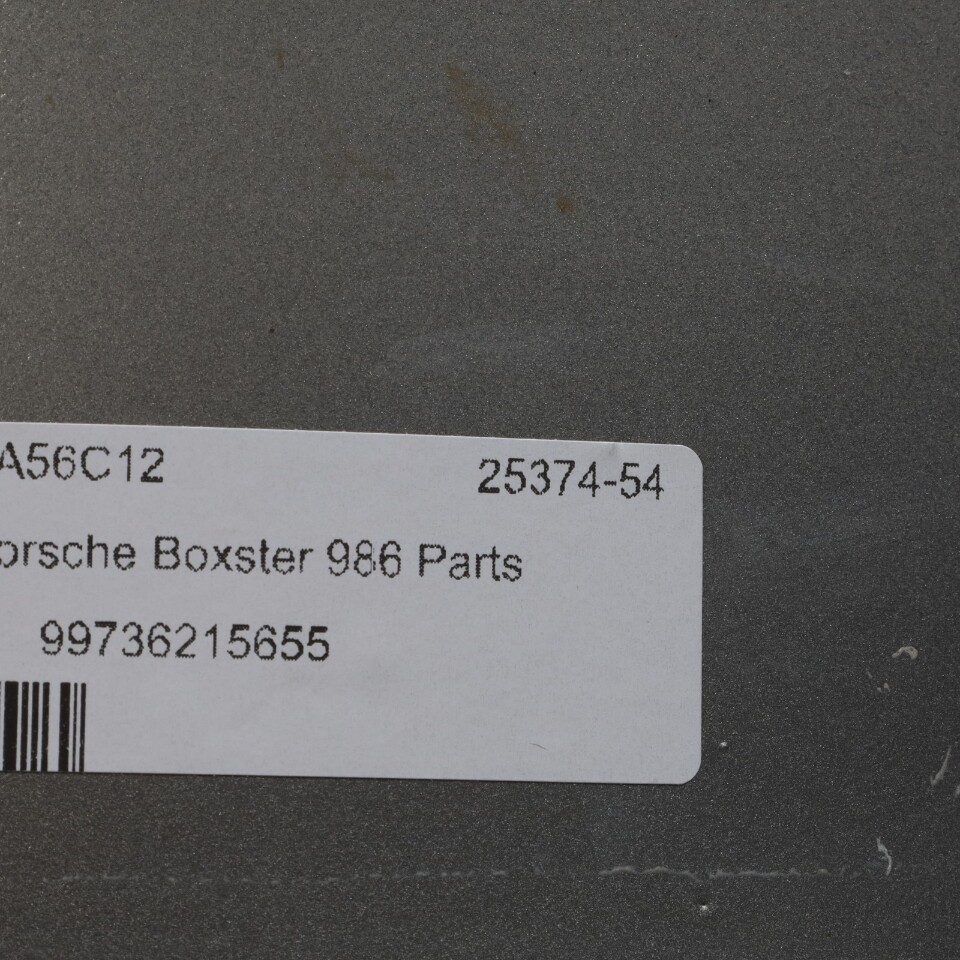 A56C12 25374-54
orsche Boxster 986 Parts
99736215655